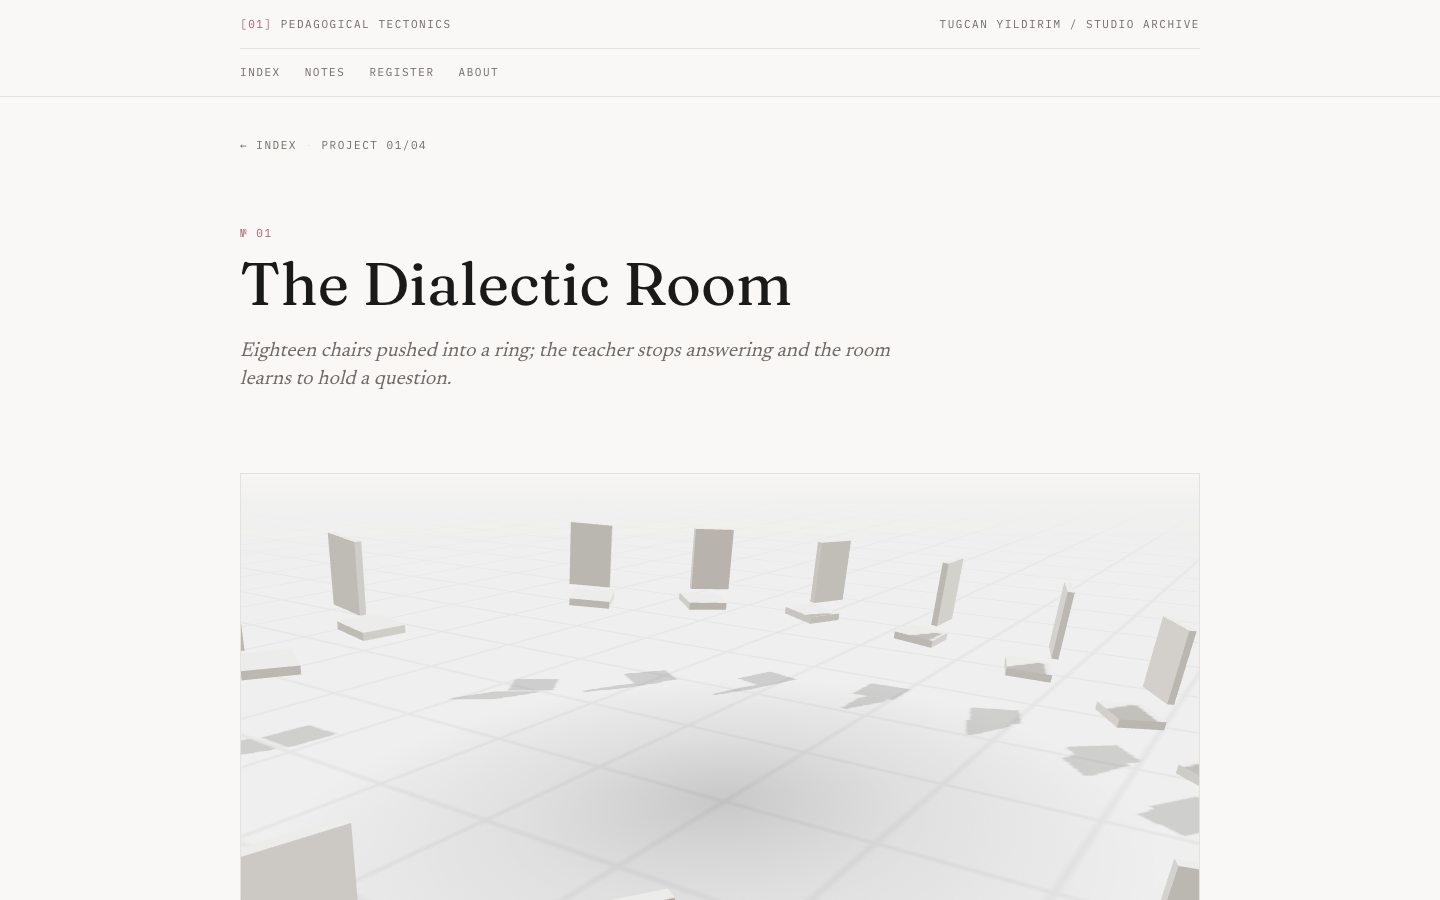 [01] PEDAGOGICAL TECTONICS
TUGCAN YILDIRIM / STUDIO ARCHIVE
INDEX NOTES REGISTER ABOUT
← INDEX · PROJECT 01/04
№ 01
The Dialectic Room
Eighteen chairs pushed into a ring; the teacher stops answering and the room
learns to hold a question.